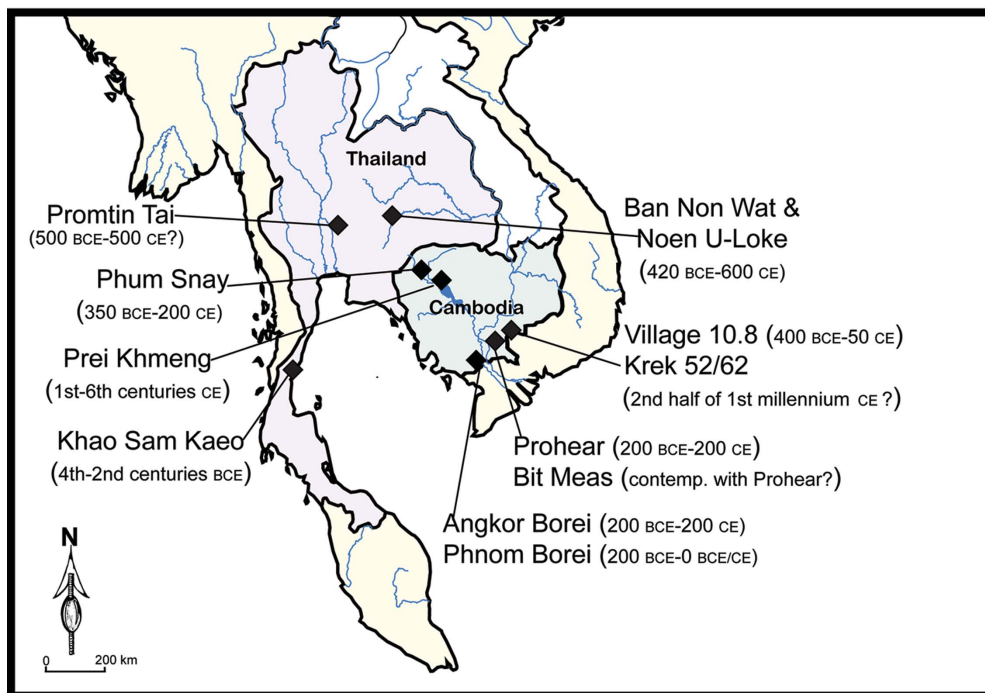 Thailand
Promtin Tai
(500 BCE-500 CE?)
Ban Non Wat &
Noen U-Loke
(420 BCE-600 CE)
Phum Snay
(350 BCE-200 CE)
Cambodia
Prei Khmeng
(1st-6th centuries CE)
Village 10.8 (400 BCE-50 CE)
Krek 52/62
(2nd half of 1st millennium CE ?)
Khao Sam Kaeo
(4th-2nd centuries BCE)
Prohear (200 BCE-200 CE)
Bit Meas (contemp. with Prohear?)
Angkor Borei (200 BCE-200 CE)
Phnom Borei (200 BCE-0 BCE/CE)
N
0 200 km